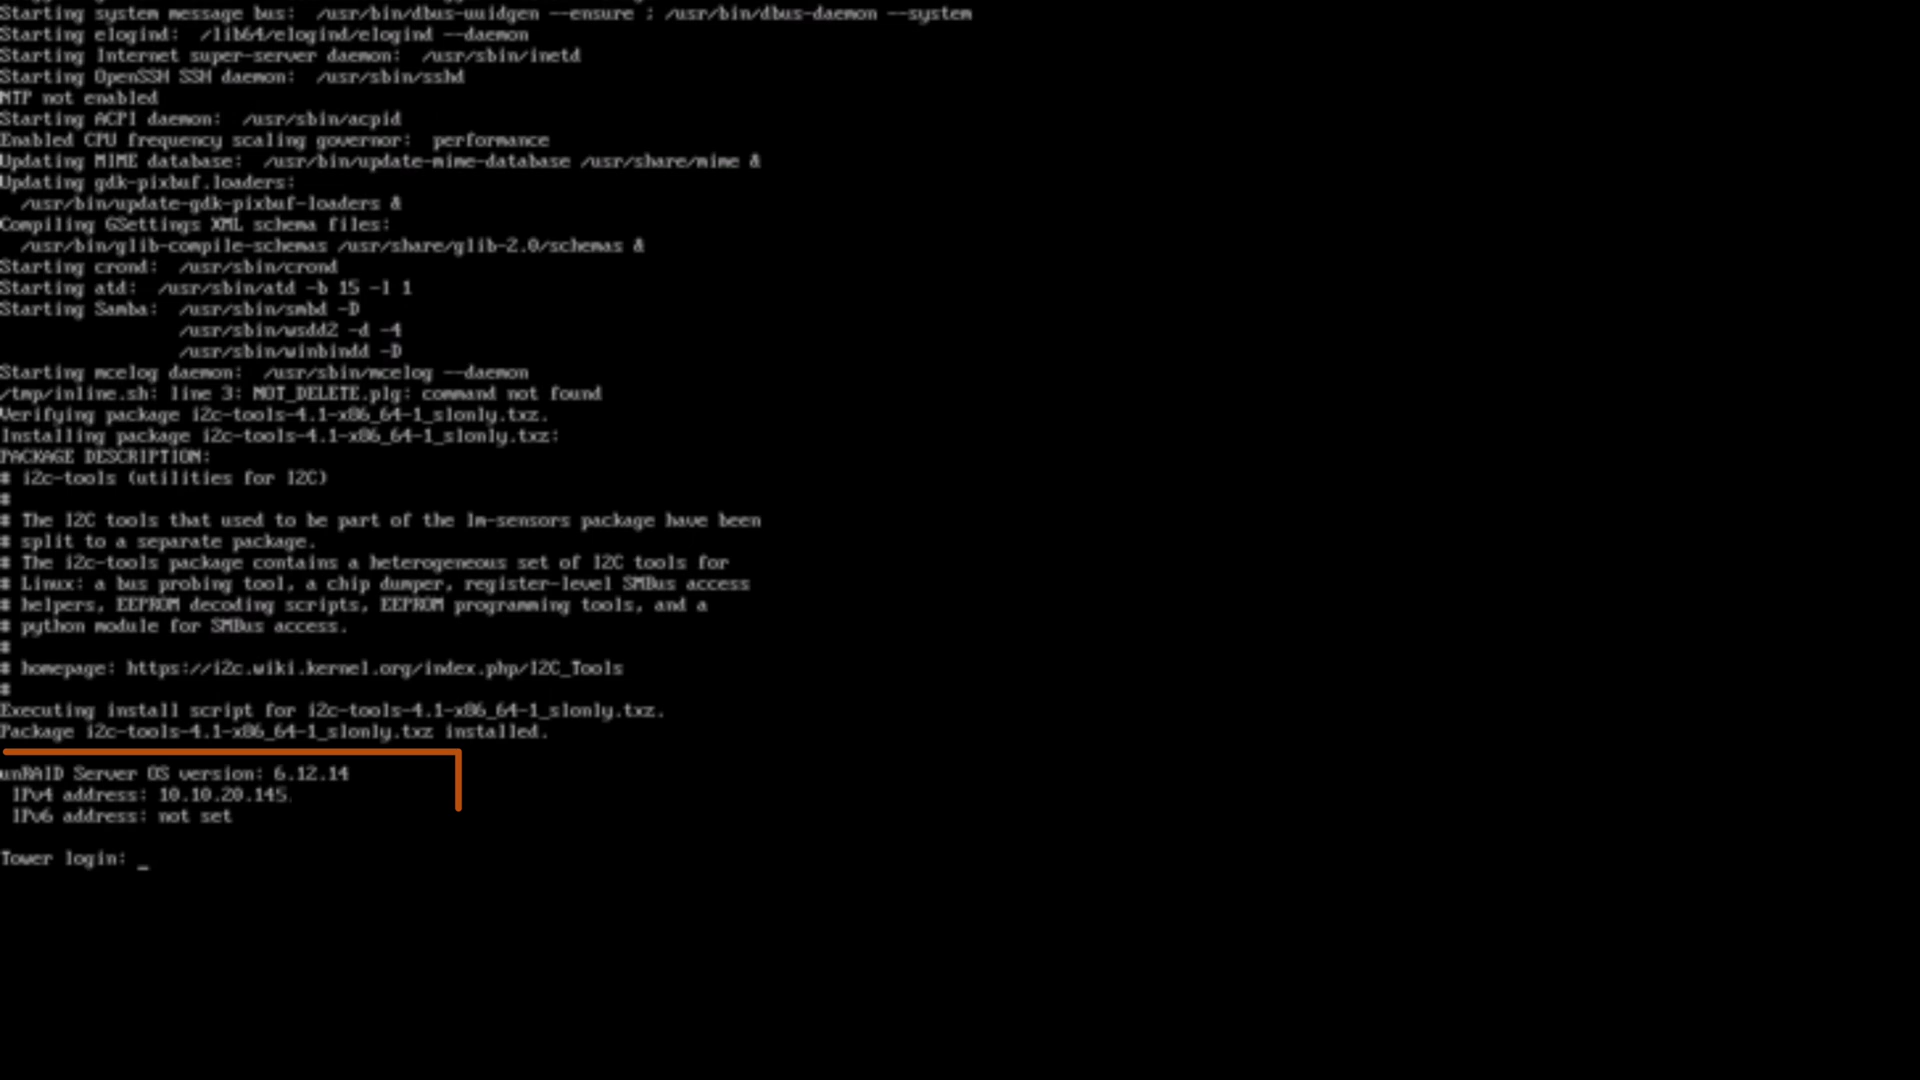 Starting system message bus:  /usr/bin/dbus-uuidgen --ensure ; /usr/bin/dbus-daemon --system
Starting elogind:  /lib64/elogind/elogind --daemon
Starting Internet super-server daemon:  /usr/sbin/inetd
Starting OpenSSH SSH daemon:  /usr/sbin/sshd
NTP not enabled
Starting ACPI daemon:  /usr/sbin/acpid
Enabled CPU frequency scaling governor:  performance
Updating MIME database:  /usr/bin/update-mime-database /usr/share/mime &
Updating gdk-pixbuf.loaders:
  /usr/bin/update-gdk-pixbuf-loaders &
Compiling GSettings XML schema files:
  /usr/bin/glib-compile-schemas /usr/share/glib-2.0/schemas &
Starting crond:  /usr/sbin/crond
Starting atd:  /usr/sbin/atd -b 15 -l 1
Starting Samba:  /usr/sbin/smbd -D
                 /usr/sbin/wsdd2 -d -4
                 /usr/sbin/winbindd -D
Starting mcelog daemon:  /usr/sbin/mcelog --daemon
/tmp/inline.sh: line 3: NOT_DELETE.plg: command not found
Verifying package i2c-tools-4.1-x86_64-1_slonly.txz.
Installing package i2c-tools-4.1-x86_64-1_slonly.txz:
PACKAGE DESCRIPTION:
# i2c-tools (utilities for I2C)
#
# The I2C tools that used to be part of the lm-sensors package have been
# split to a separate package.
# The i2c-tools package contains a heterogeneous set of I2C tools for
# Linux: a bus probing tool, a chip dumper, register-level SMBus access
# helpers, EEPROM decoding scripts, EEPROM programming tools, and a
# python module for SMBus access.
#
# homepage: https://i2c.wiki.kernel.org/index.php/I2C_Tools
#
Executing install script for i2c-tools-4.1-x86_64-1_slonly.txz.
Package i2c-tools-4.1-x86_64-1_slonly.txz installed.
unRAID Server OS version: 6.12.14
 IPv4 address: 10.10.20.145
 IPv6 address: not set
Tower login: _